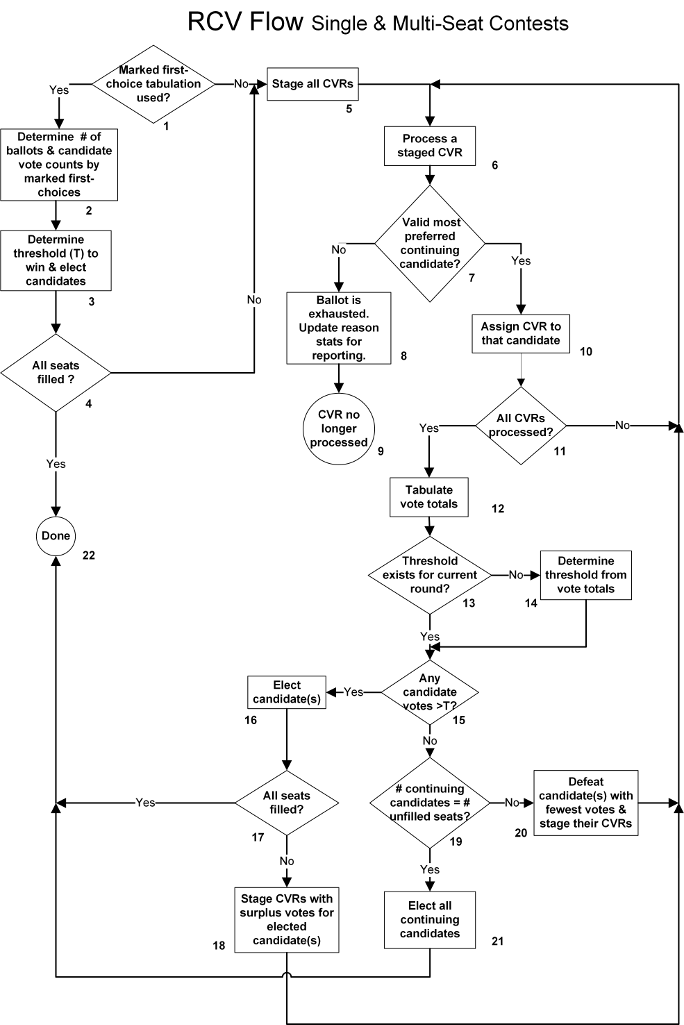 RCV Flow Single & Multi-Seat Contests
Marked first-
choice tabulation
used?
1
Yes
No
Stage all CVRs
5
Determine # of
ballots & candidate
vote counts by
marked first-
choices
2
Process a
staged CVR
6
Determine
threshold (T) to
win & elect
candidates
3
Valid most
preferred
continuing
candidate?
7
No
Yes
No
Ballot is
exhausted.
Update reason
stats for
reporting.
8
Assign CVR to
that candidate
10
All seats
filled ?
4
CVR no
longer
processed
9
All CVRs
processed?
11
Yes
No
Yes
Tabulate
vote totals
12
Done
22
Threshold
exists for current
round?
13
No
Determine
threshold from
vote totals
14
Yes
Any
candidate
votes >T?
15
Yes
Elect
candidate(s)
16
No
All seats
filled?
17
Yes
# continuing
candidates = #
unfilled seats?
19
No
Defeat
candidate(s) with
fewest votes &
stage their CVRs
20
No
Yes
Stage CVRs with
surplus votes for
elected
candidate(s)
18
Elect all
continuing
candidates
21